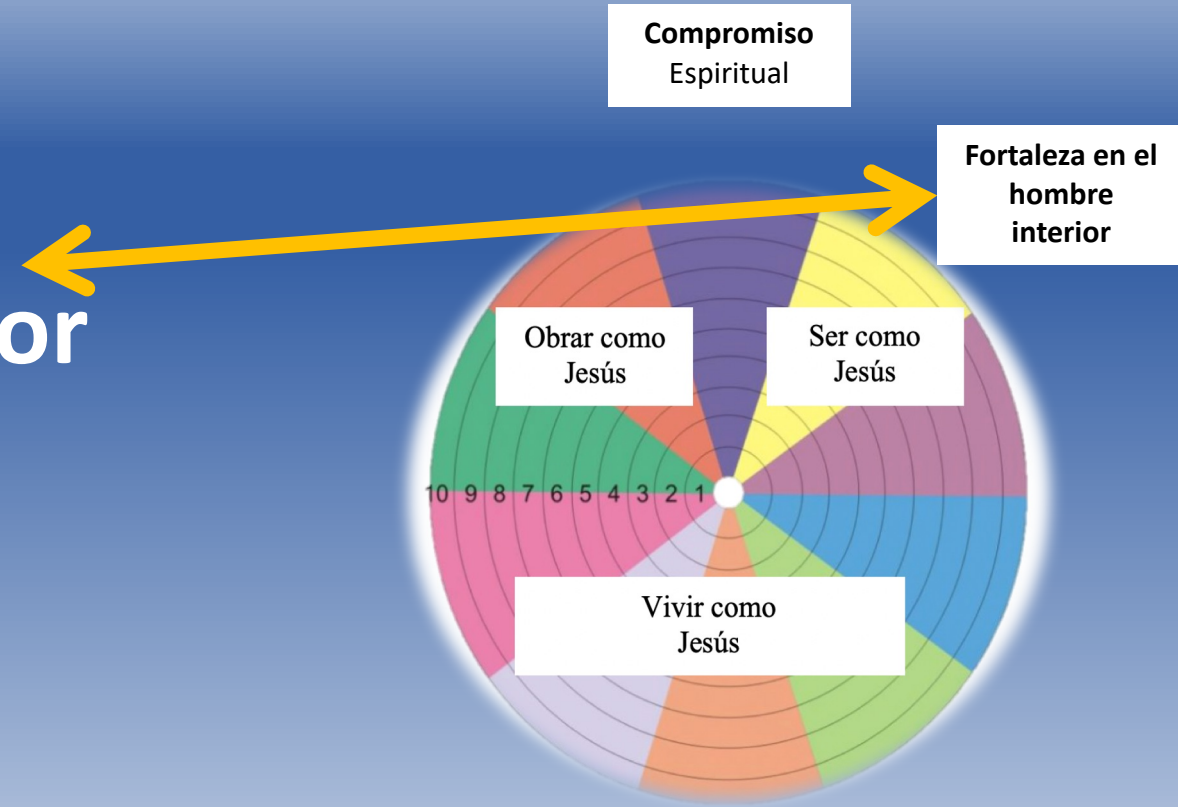 Compromiso
Espiritual
Fortaleza en el
hombre
interior
or
Obrar como
Jesús
Ser como
Jesús
10 9 8 7 6 5 4 3 2 1
Vivir como
Jesús